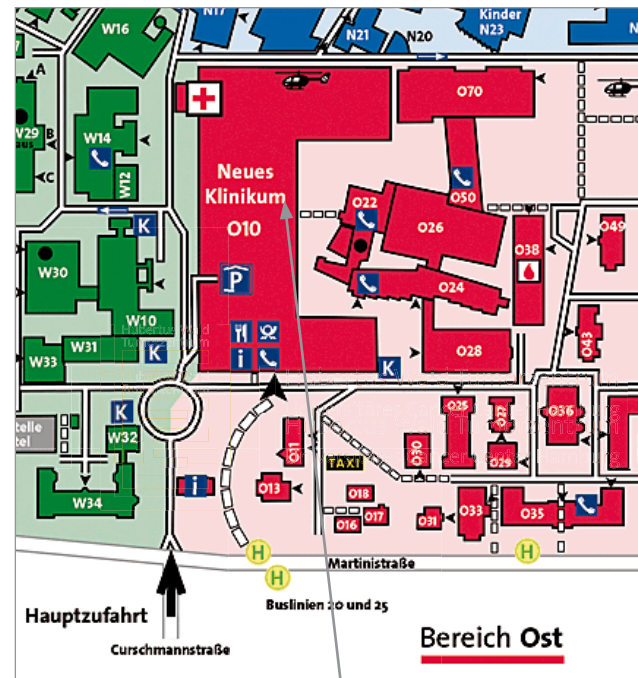 W16
N17
N21
N20
Kinder
N23
A
W29
B
C
W14
W12
O70
Neues
Klinikum
O10
O22
O50
O26
O38
O49
K
W30
P
O24
W10
W31
W33
K
i
O28
K
O43
K
W32
O25
O27
O36
O11
O30
O29
TAXI
W34
i
O13
O18
O17
O16
O31
O33
O35
H
H
H
Martinistraße
Buslinien 20 und 25
Hauptzufahrt
Curschmannstraße
Bereich Ost